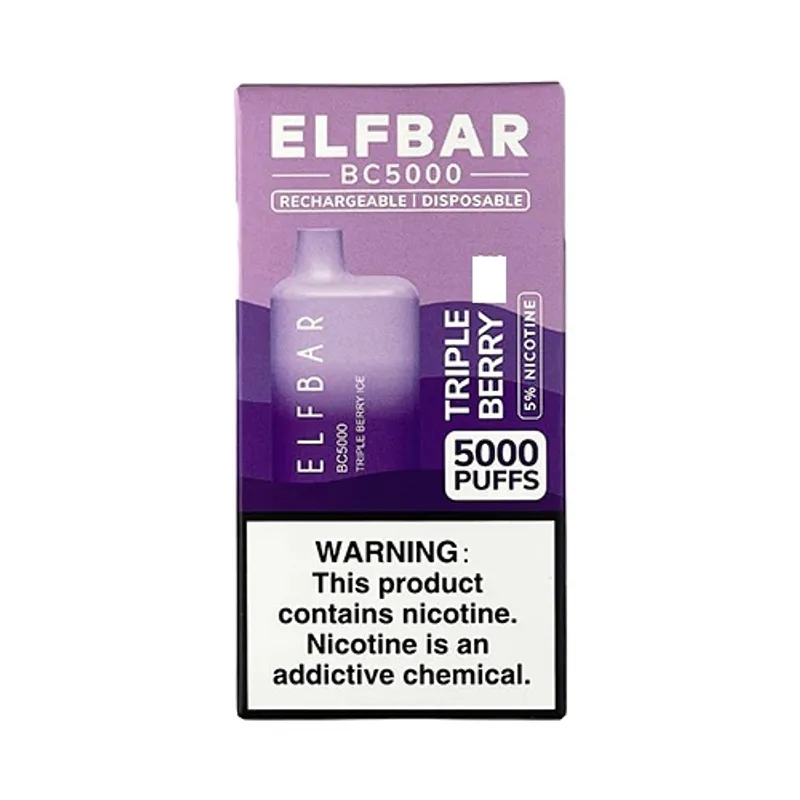 ELFBAR
BC5000
RECHARGEABLE | DISPOSABLE
ELFBAR
BC5000
TRIPLE BERRY ICE
TRIPLE
BERRY
5% NICOTINE
5000
PUFFS
WARNING:
This product
contains nicotine.
Nicotine is an
addictive chemical.